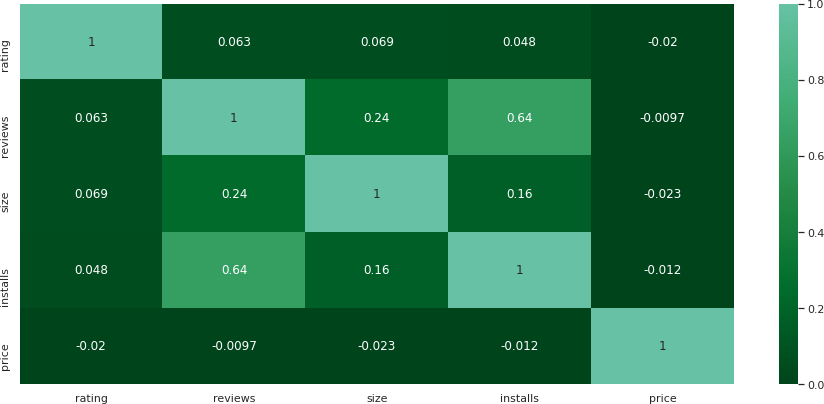 rating 1 0.063 0.069 0.048 -0.02
reviews 0.063 1 0.24 0.64 -0.0097
size 0.069 0.24 1 0.16 -0.023
installs 0.048 0.64 0.16 1 -0.012
price -0.02 -0.0097 -0.023 -0.012 1
rating reviews size installs price
1.0
0.8
0.6
0.4
0.2
0.0